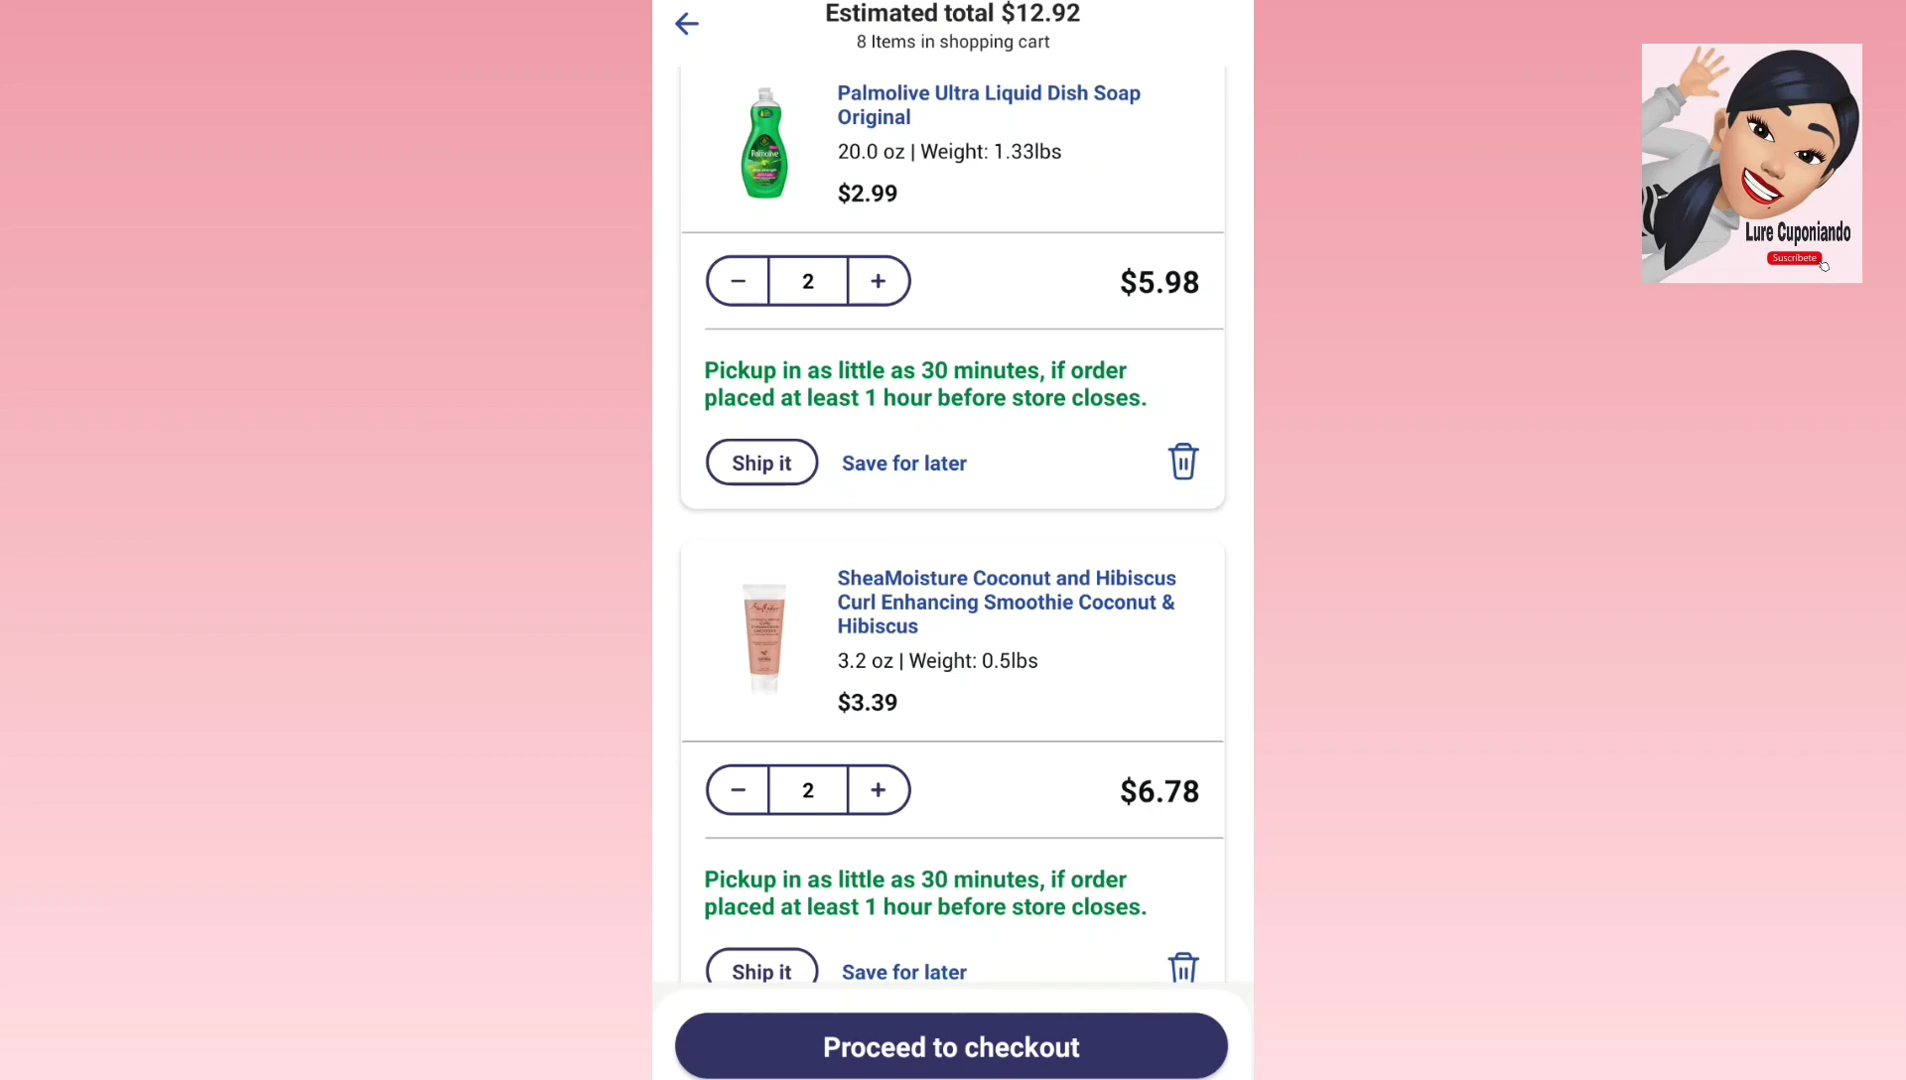 Estimated total $12.92
8 Items in shopping cart
Palmolive Ultra Liquid Dish Soap
Original
20.0 oz | Weight: 1.33lbs
$2.99
Palmolive
2
$5.98
Pickup in as little as 30 minutes, if order
placed at least 1 hour before store closes.
Ship it
Save for later
SheaMoisture Coconut and Hibiscus
Curl Enhancing Smoothie Coconut &
Hibiscus
3.2 oz | Weight: 0.5lbs
$3.39
2
$6.78
Pickup in as little as 30 minutes, if order
placed at least 1 hour before store closes.
Ship it
Save for later
Proceed to checkout
Lure Cuponiando
Suscríbete